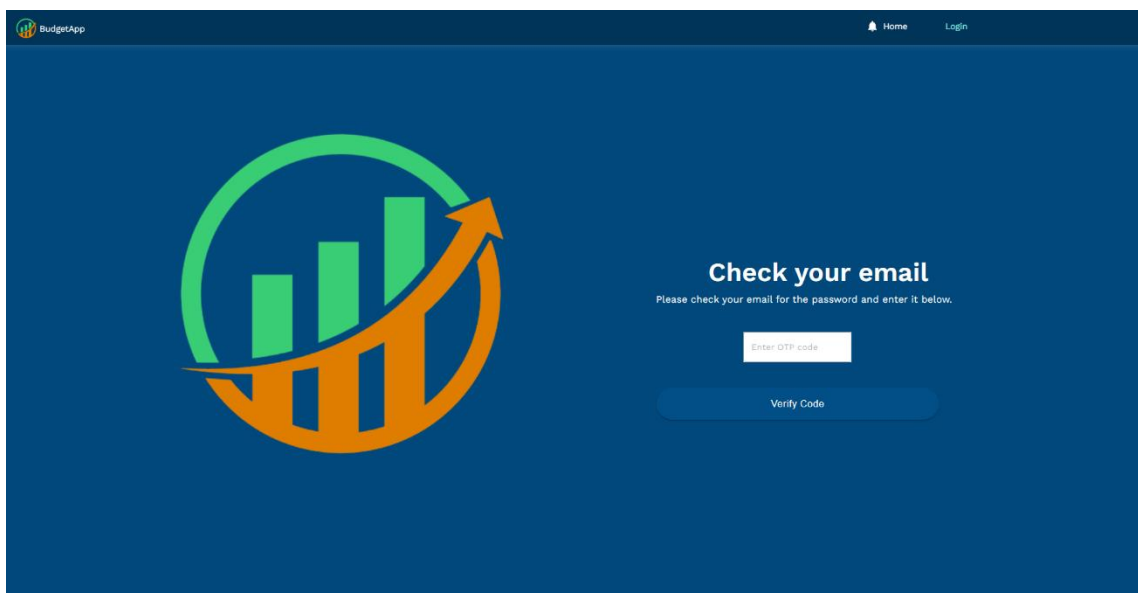 BudgetApp
Home
Login
Check your email
Please check your email for the password and enter it below.
Enter OTP code
Verify Code